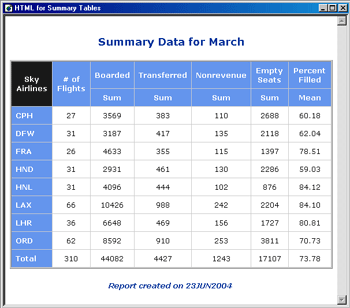 HTML for Summary Tables
Summary Data for March
Sky Airlines # of Flights Boarded Transferred Nonrevenue Empty Seats Percent Filled
Sum Sum Sum Sum Mean
CPH 27 3569 383 110 2688 60.18
DFW 31 3187 417 135 2118 62.04
FRA 26 4633 355 115 1397 78.51
HND 31 2931 461 130 2286 59.03
HNL 31 4096 444 102 876 84.12
LAX 66 10426 988 242 2204 84.10
LHR 36 6648 469 156 1727 80.81
ORD 62 8592 910 253 3811 70.73
Total 310 44082 4427 1243 17107 73.78
Report created on 23JUN2004